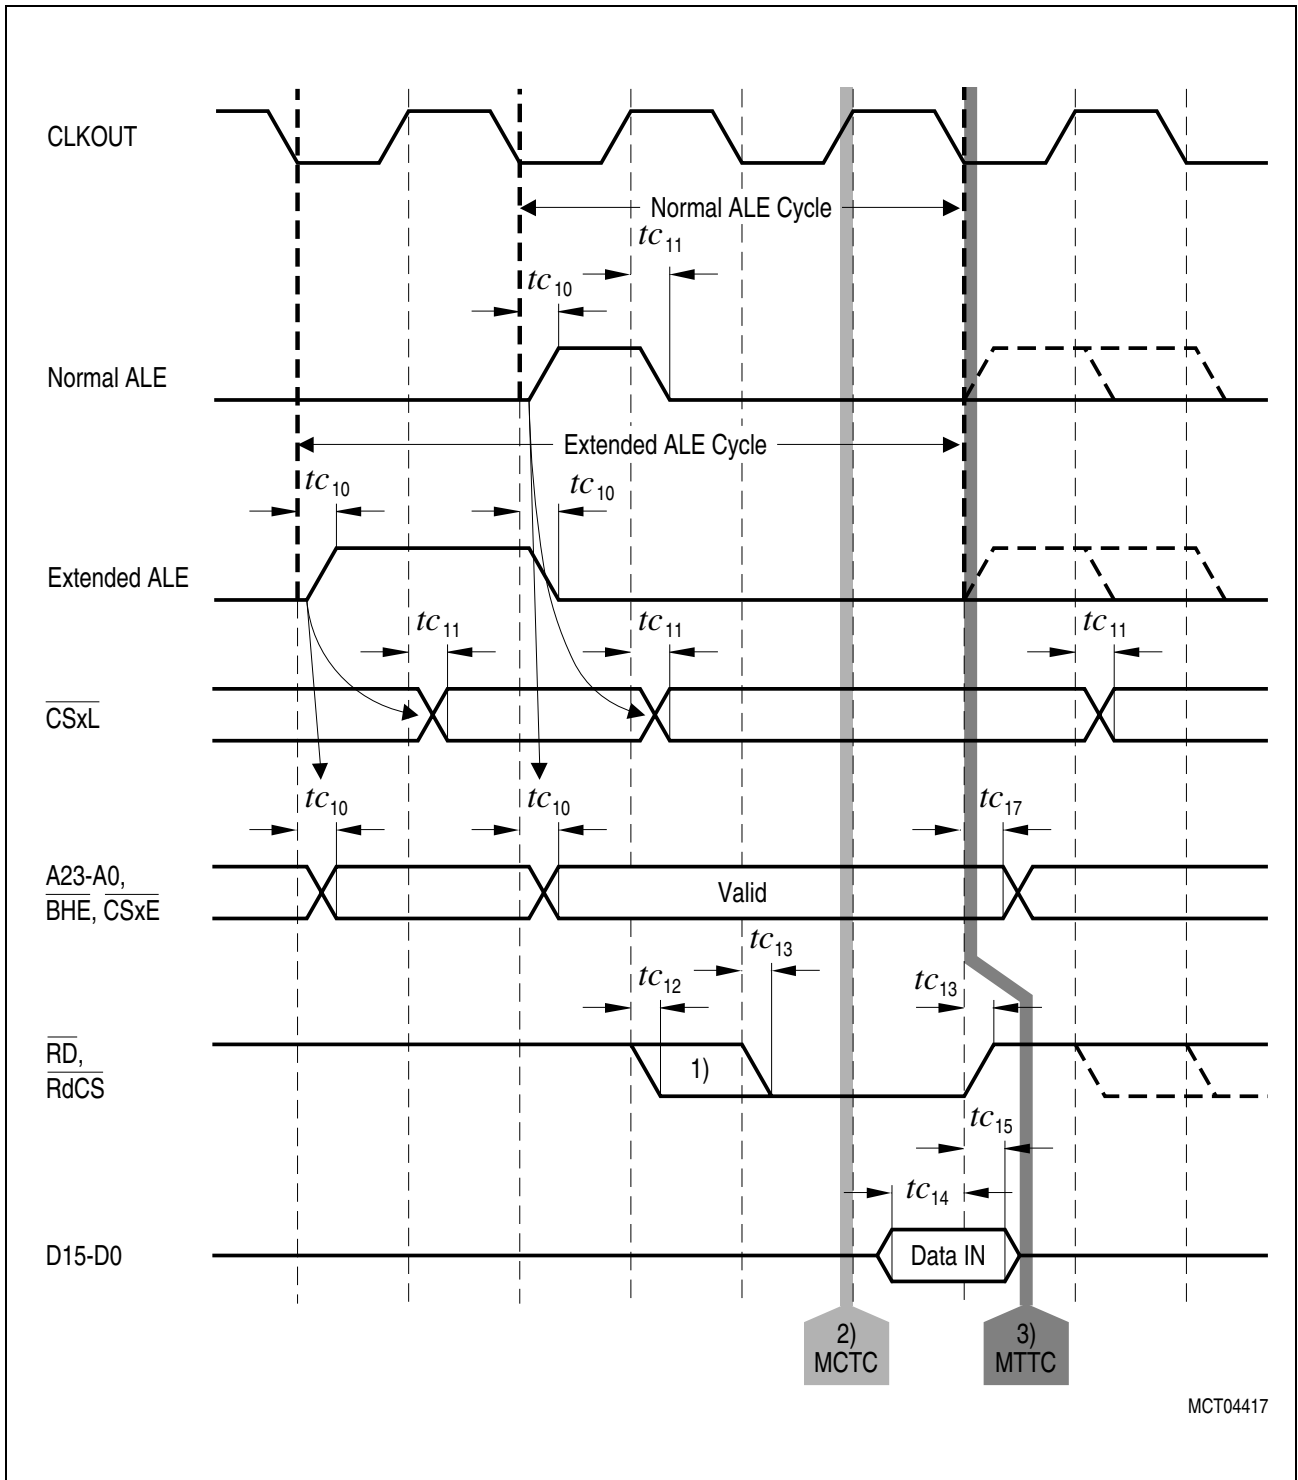 CLKOUT
Normal ALE Cycle
tc11
tc10
Normal ALE
Extended ALE Cycle
tc10
tc10
Extended ALE
tc11
tc11
tc11
CSxL
tc10
tc10
tc17
A23-A0,
BHE, CSxE
Valid
tc13
tc12
tc13
RD,
RdCS
1)
tc15
tc14
D15-D0
Data IN
2)
MCTC
3)
MTTC
MCT04417